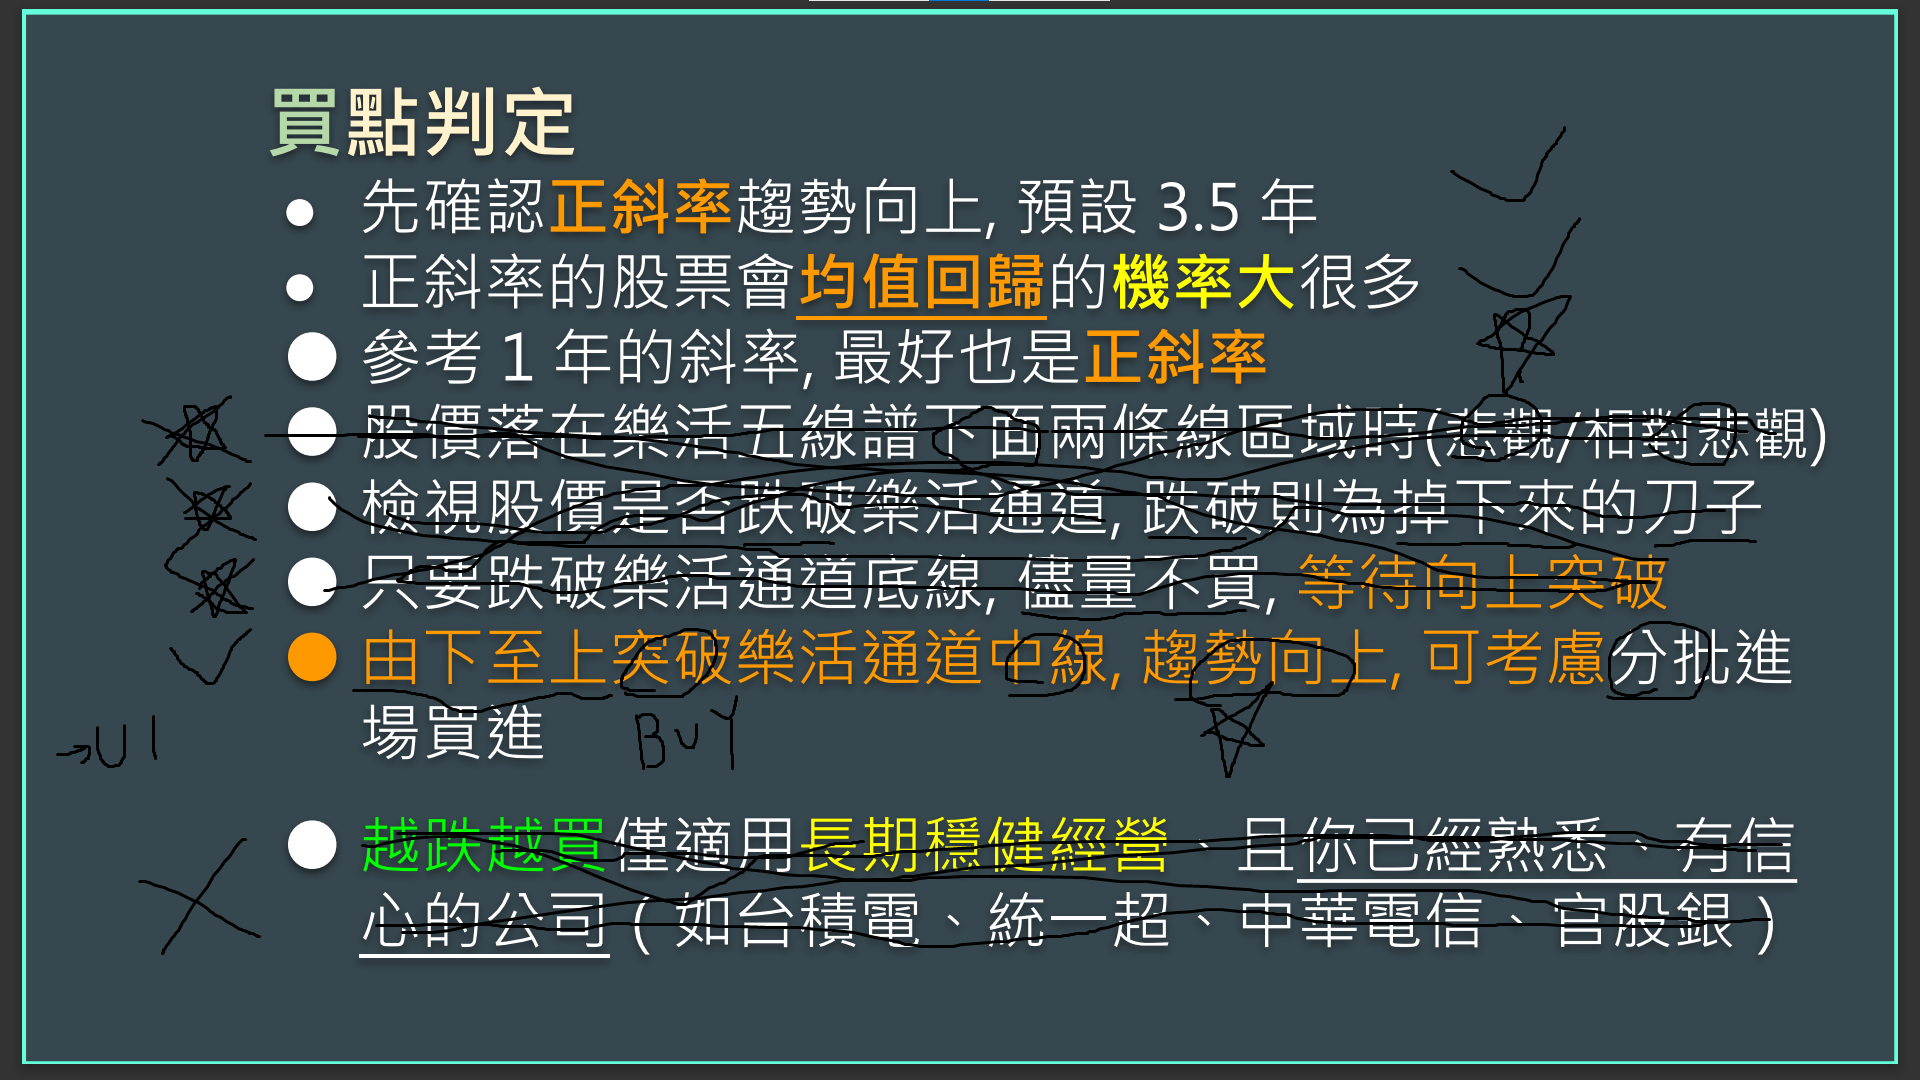 買點判定
先確認正斜率趨勢向上, 預設 3.5 年
正斜率的股票會均值回歸的機率大很多
參考 1 年的斜率, 最好也是正斜率
股價落在樂活五線譜下面兩條線區域時(悲觀/相對悲觀)
檢視股價是否跌破樂活通道, 跌破則為掉下來的刀子
只要跌破樂活通道底線, 儘量不買, 等待向上突破
由下至上突破樂活通道中線, 趨勢向上, 可考慮分批進
場買進
BUY
越跌越買僅適用長期穩健經營、且你已經熟悉、有信
心的公司 ( 如台積電、統一超、中華電信、官股銀 )